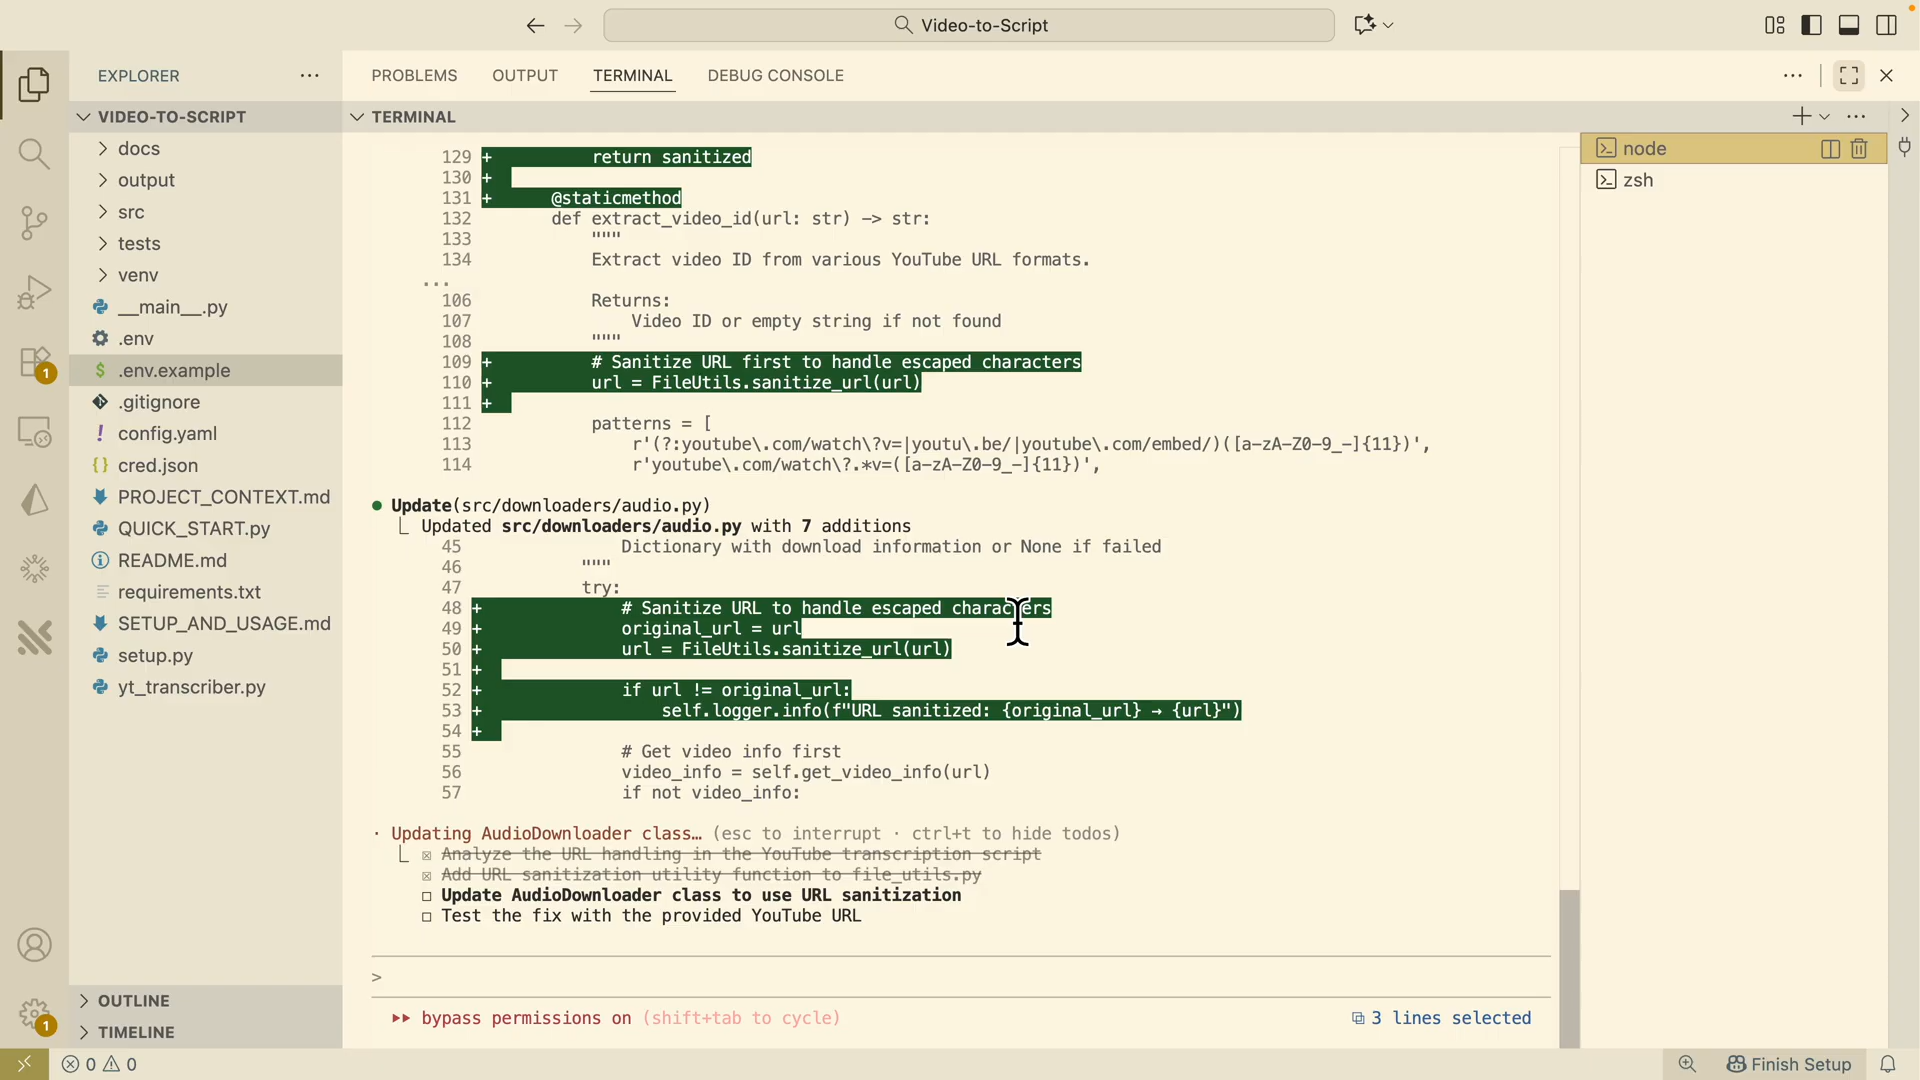 Video-to-Script
EXPLORER
PROBLEMS
OUTPUT
TERMINAL
DEBUG CONSOLE
VIDEO-TO-SCRIPT
docs
output
src
tests
venv
__main__.py
.env
$ .env.example
.gitignore
! config.yaml
{} cred.json
PROJECT_CONTEXT.md
QUICK_START.py
README.md
requirements.txt
SETUP_AND_USAGE.md
setup.py
yt_transcriber.py
OUTLINE
TIMELINE
1
1
TERMINAL
129 + return sanitized
130 +
131 + @staticmethod
132 def extract_video_id(url: str) -> str:
133 """
134 Extract video ID from various YouTube URL formats.
...
106 Returns:
107 Video ID or empty string if not found
108 """
109 + # Sanitize URL first to handle escaped characters
110 + url = FileUtils.sanitize_url(url)
111 +
112 patterns = [
113 r'(?:youtube\.com/watch\?v=|youtu\.be/|youtube\.com/embed/)([a-zA-Z0-9_-]{11})',
114 r'youtube\.com/watch\?.*v=([a-zA-Z0-9_-]{11})',
● Update(src/downloaders/audio.py)
Updated src/downloaders/audio.py with 7 additions
45 Dictionary with download information or None if failed
46 """
47 try:
48 + # Sanitize URL to handle escaped characters
49 + original_url = url
50 + url = FileUtils.sanitize_url(url)
51 +
52 + if url != original_url:
53 + self.logger.info(f"URL sanitized: {original_url} → {url}")
54 +
55 # Get video info first
56 video_info = self.get_video_info(url)
57 if not video_info:
· Updating AudioDownloader class… (esc to interrupt · ctrl+t to hide todos)
☒ Analyze the URL handling in the YouTube transcription script
☒ Add URL sanitization utility function to file_utils.py
☐ Update AudioDownloader class to use URL sanitization
☐ Test the fix with the provided YouTube URL
>
bypass permissions on (shift+tab to cycle)
3 lines selected
node
zsh
0 0
Finish Setup